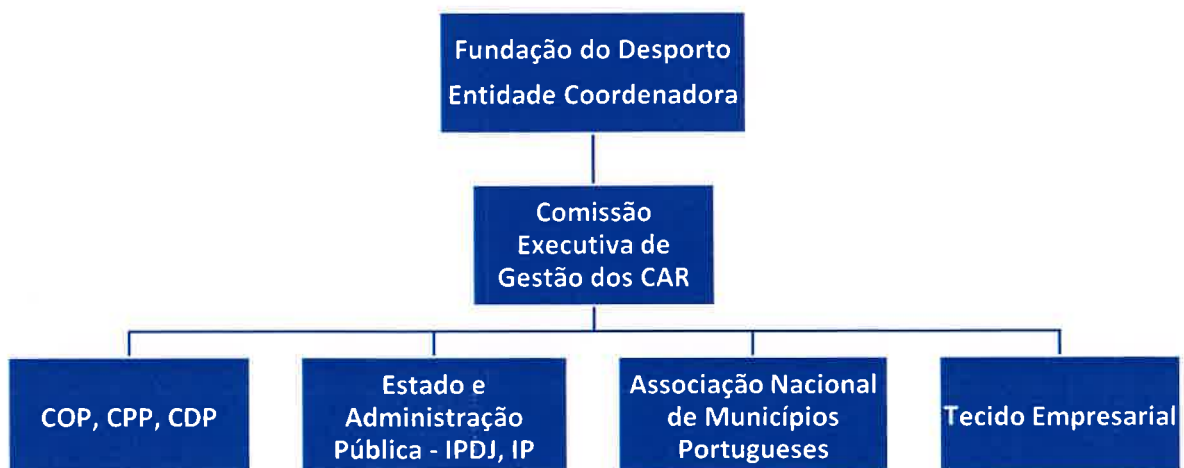 Fundação do Desporto
Entidade Coordenadora
Comissão
Executiva de
Gestão dos CAR
COP, CPP, CDP
Estado e
Administração
Pública - IPDJ, IP
Associação Nacional
de Municípios
Portugueses
Tecido Empresarial